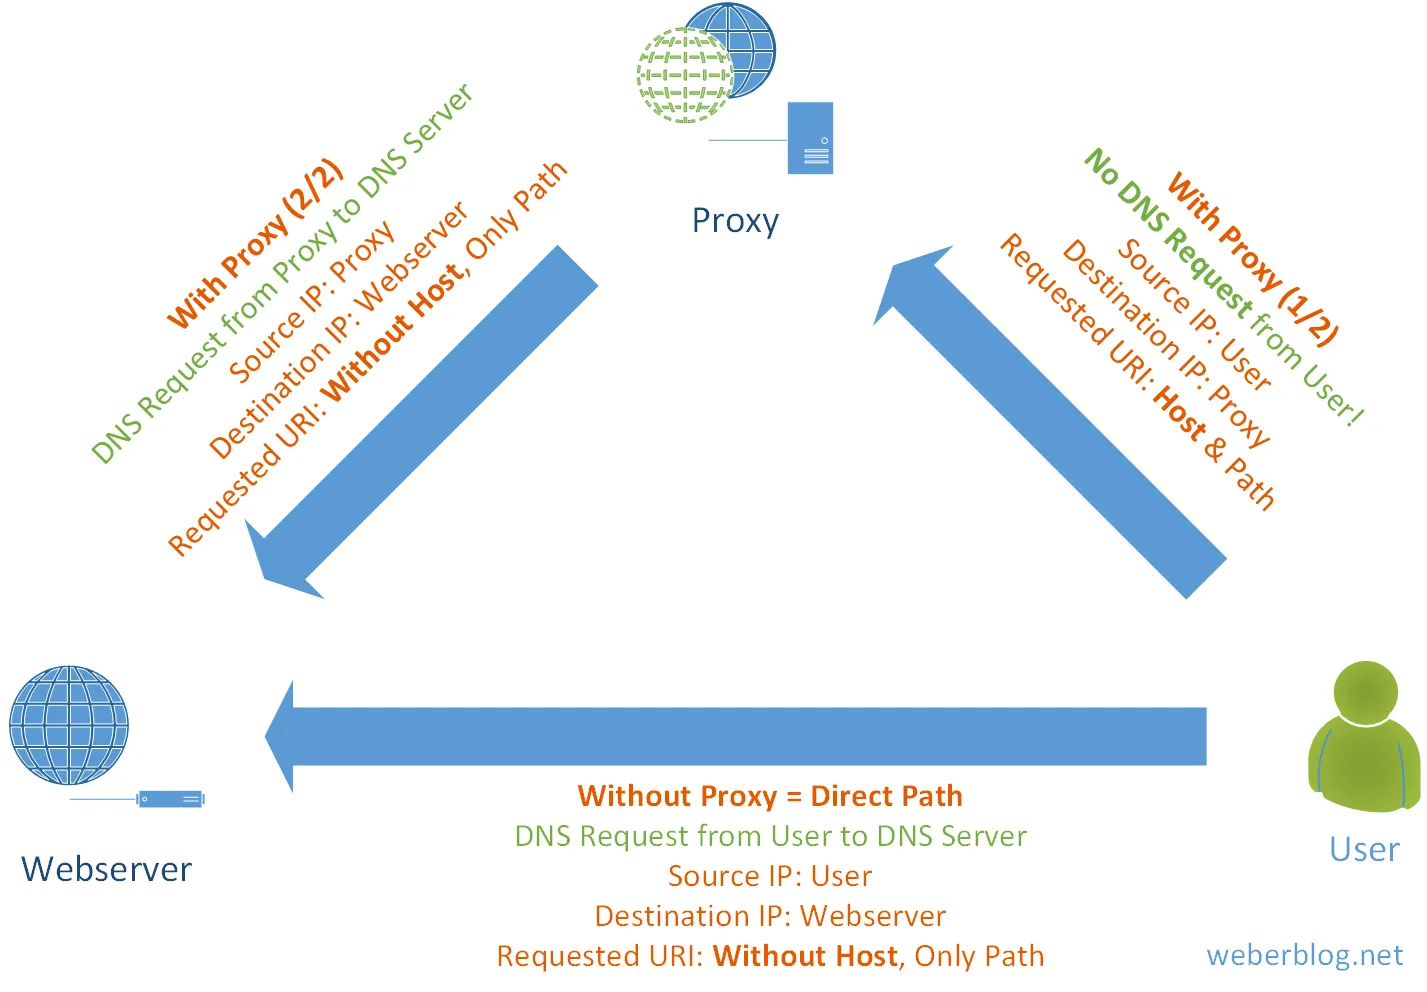 Proxy
With Proxy (2/2)
DNS Request from Proxy to DNS Server
Source IP: Proxy
Destination IP: Webserver
Requested URI: Without Host, Only Path
With Proxy (1/2)
No DNS Request from User!
Source IP: User
Destination IP: Proxy
Requested URI: Host & Path
Webserver
User
Without Proxy = Direct Path
DNS Request from User to DNS Server
Source IP: User
Destination IP: Webserver
Requested URI: Without Host, Only Path
weberblog.net